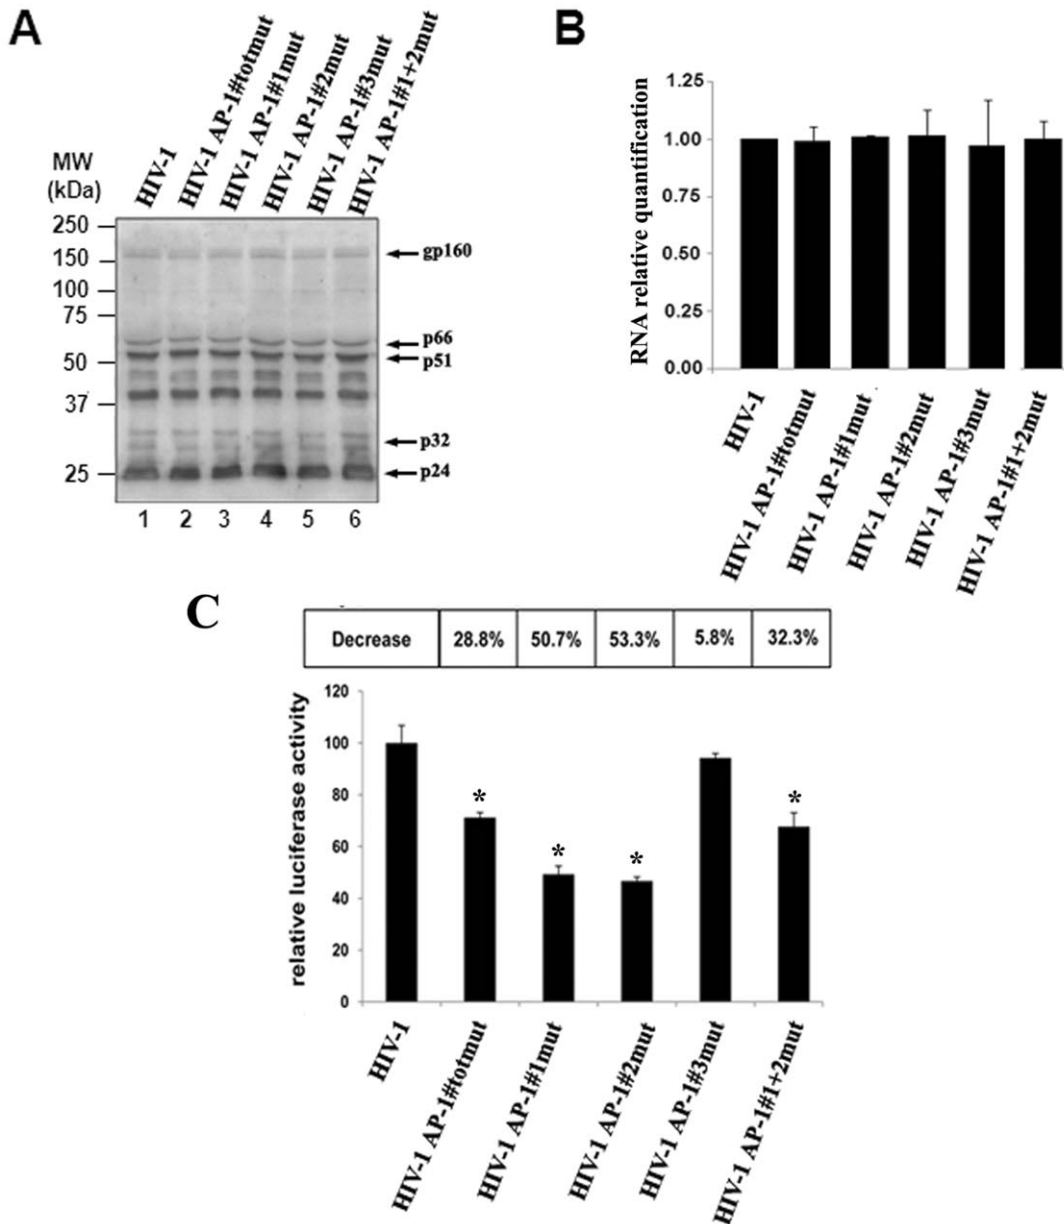 A
HIV-1
HIV-1 AP-1#totmut
HIV-1 AP-1#1mut
HIV-1 AP-1#2mut
HIV-1 AP-1#3mut
HIV-1 AP-1#1+2mut
MW
(kDa)
250
150
100
75
50
37
25
gp160
p66
p51
p32
p24
1 2 3 4 5 6
B
RNA relative quantification
1.25
1.00
0.75
0.50
0.25
0.00
HIV-1
HIV-1 AP-1#totmut
HIV-1 AP-1#1mut
HIV-1 AP-1#2mut
HIV-1 AP-1#3mut
HIV-1 AP-1#1+2mut
C
Decrease 28.8% 50.7% 53.3% 5.8% 32.3%
relative luciferase activity
120
100
80
60
40
20
0
* * * *
HIV-1
HIV-1 AP-1#totmut
HIV-1 AP-1#1mut
HIV-1 AP-1#2mut
HIV-1 AP-1#3mut
HIV-1 AP-1#1+2mut